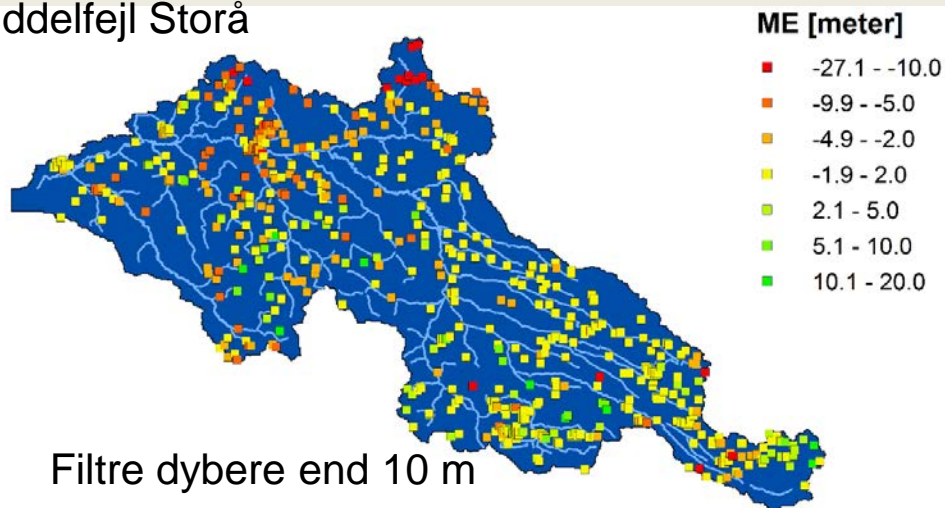 ddelfejl Storå
ME [meter]
-27.1 - -10.0
-9.9 - -5.0
-4.9 - -2.0
-1.9 - 2.0
2.1 - 5.0
5.1 - 10.0
10.1 - 20.0
Filtre dybere end 10 m